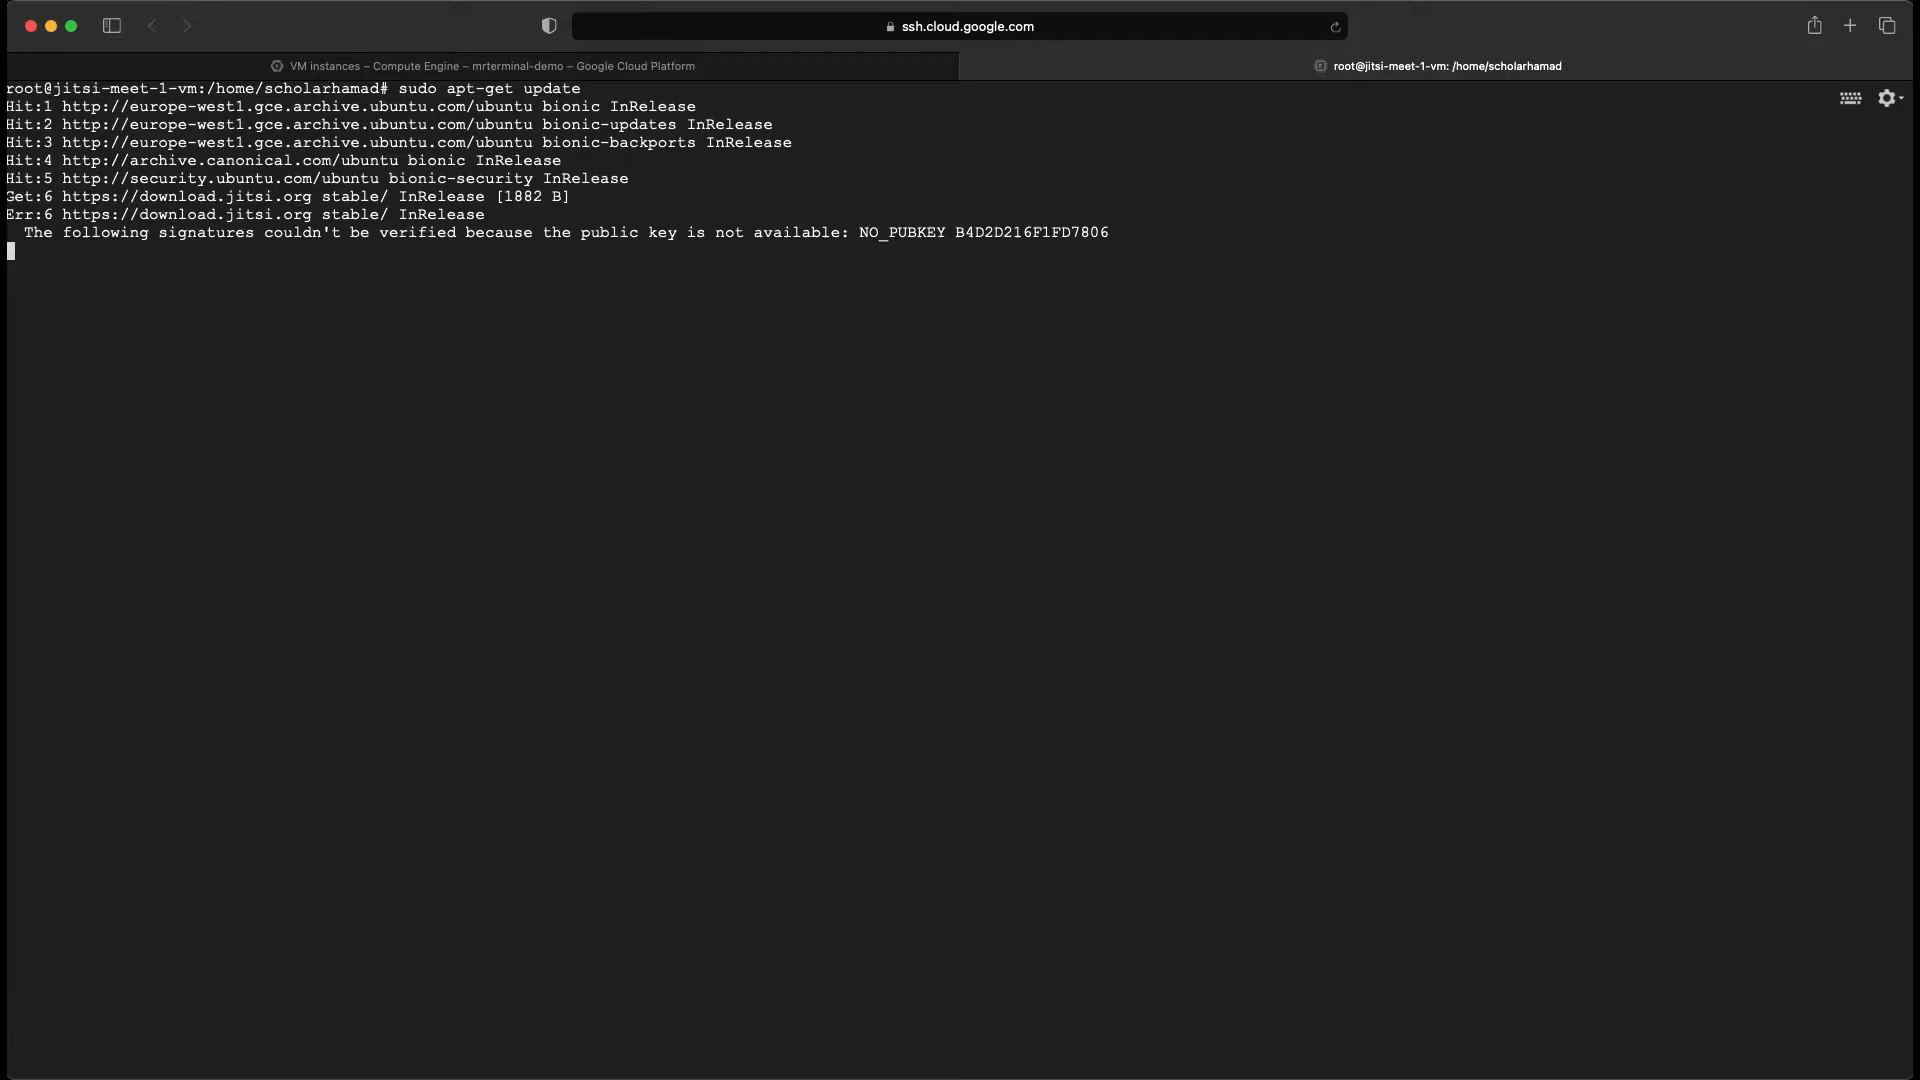 ssh.cloud.google.com
VM instances – Compute Engine – mrterminal-demo – Google Cloud Platform
root@jitsi-meet-1-vm: /home/scholarhamad
root@jitsi-meet-1-vm:/home/scholarhamad# sudo apt-get update
Hit:1 http://europe-west1.gce.archive.ubuntu.com/ubuntu bionic InRelease
Hit:2 http://europe-west1.gce.archive.ubuntu.com/ubuntu bionic-updates InRelease
Hit:3 http://europe-west1.gce.archive.ubuntu.com/ubuntu bionic-backports InRelease
Hit:4 http://archive.canonical.com/ubuntu bionic InRelease
Hit:5 http://security.ubuntu.com/ubuntu bionic-security InRelease
Get:6 https://download.jitsi.org stable/ InRelease [1882 B]
Err:6 https://download.jitsi.org stable/ InRelease
The following signatures couldn't be verified because the public key is not available: NO_PUBKEY B4D2D216F1FD7806